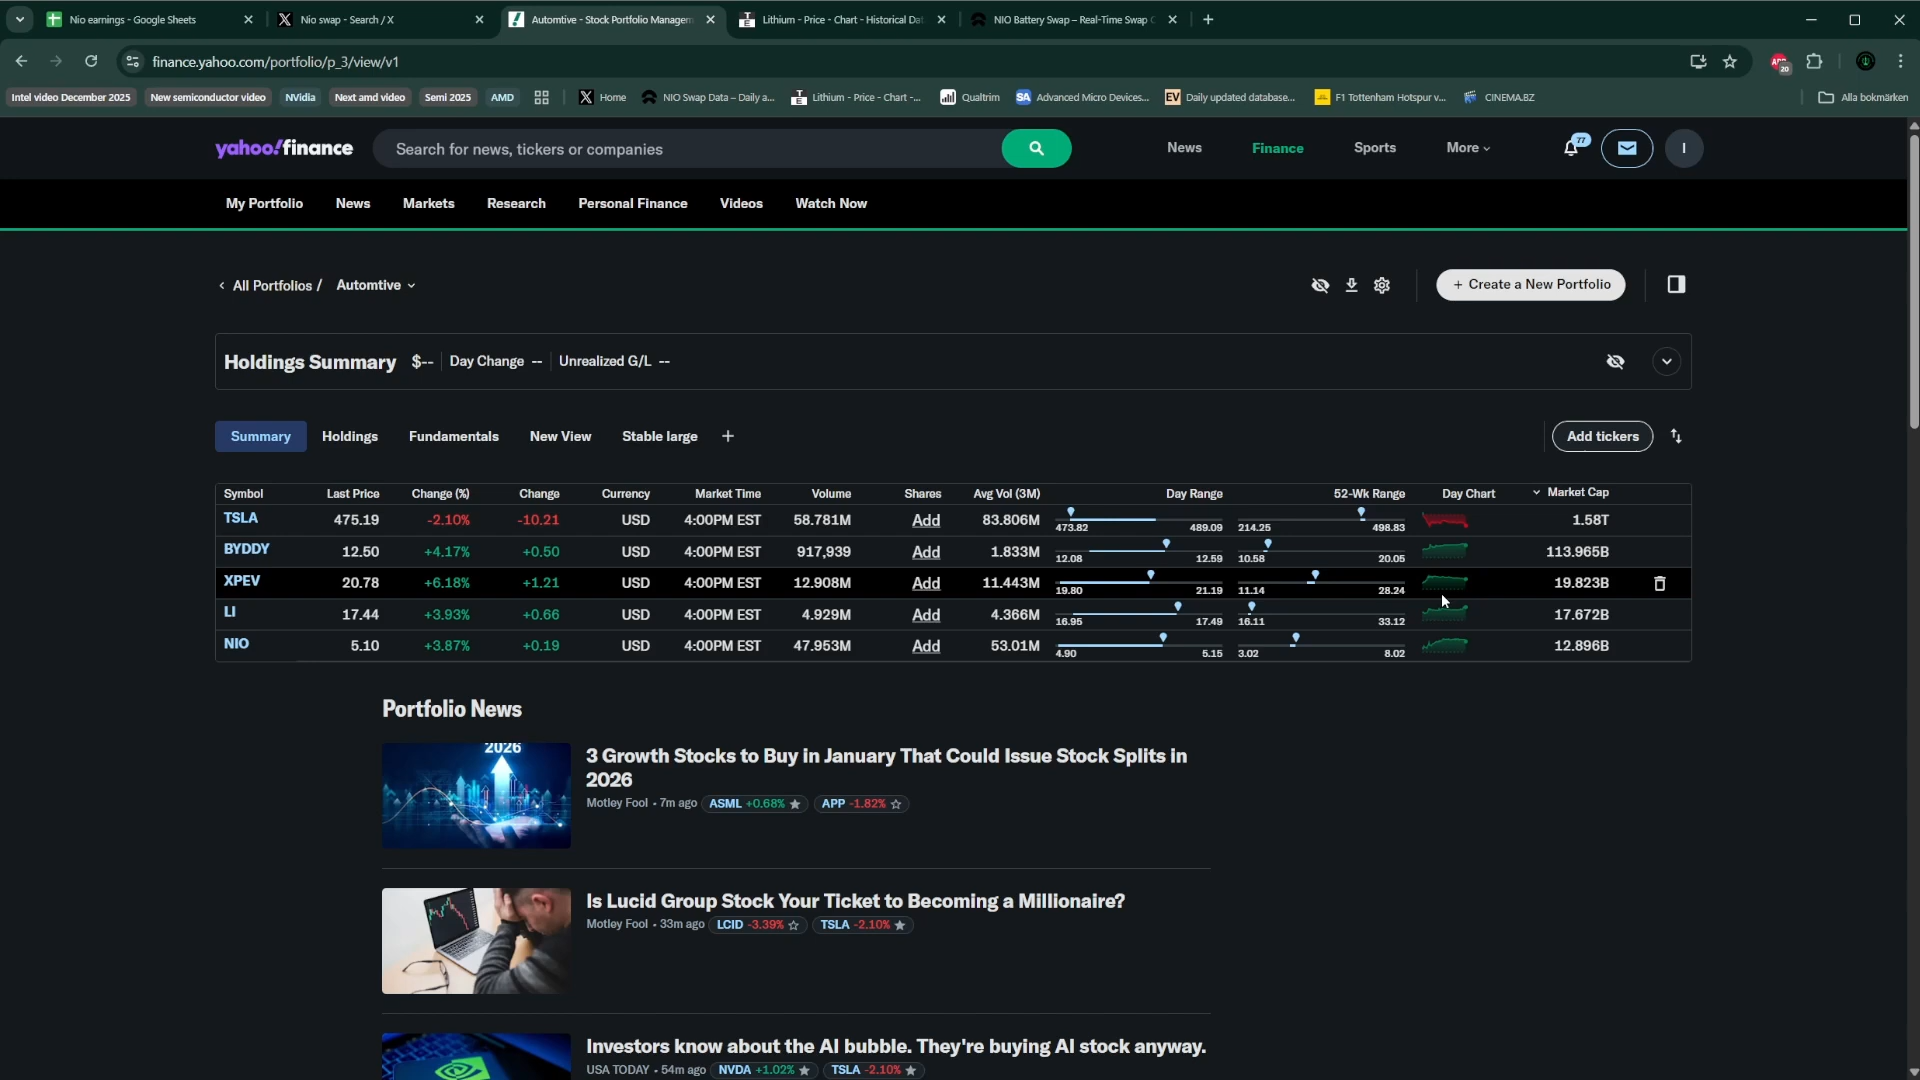 Nio earnings - Google Sheets
Nio swap - Search / X
Automtive - Stock Portfolio Managem
Lithium - Price - Chart - Historical Dat
NIO Battery Swap – Real-Time Swap C
finance.yahoo.com/portfolio/p_3/view/v1
20
Intel video December 2025
New semiconductor video
NVidia
Next amd video
Semi 2025
AMD
Home
NIO Swap Data – Daily a...
Lithium - Price - Chart -...
Qualtrim
Advanced Micro Devices...
Daily updated database...
F1 Tottenham Hotspur v...
CINEMA.BZ
Alla bokmärken
yahoo!finance
Search for news, tickers or companies
News
Finance
Sports
More
77
I
My Portfolio
News
Markets
Research
Personal Finance
Videos
Watch Now
All Portfolios /
Automtive
+ Create a New Portfolio
Holdings Summary $-- Day Change -- Unrealized G/L --
Summary
Holdings
Fundamentals
New View
Stable large
+
Add tickers
Symbol Last Price Change (%) Change Currency Market Time Volume Shares Avg Vol (3M) Day Range 52-Wk Range Day Chart Market Cap
TSLA 475.19 -2.10% -10.21 USD 4:00PM EST 58.781M Add 83.806M 473.82 489.09 214.25 498.83 1.58T
BYDDY 12.50 +4.17% +0.50 USD 4:00PM EST 917,939 Add 1.833M 12.08 12.59 10.58 20.05 113.965B
XPEV 20.78 +6.18% +1.21 USD 4:00PM EST 12.908M Add 11.443M 19.80 21.19 11.14 28.24 19.823B
LI 17.44 +3.93% +0.66 USD 4:00PM EST 4.929M Add 4.366M 16.95 17.49 16.11 33.12 17.672B
NIO 5.10 +3.87% +0.19 USD 4:00PM EST 47.953M Add 53.01M 4.90 5.15 3.02 8.02 12.896B
Portfolio News
2026
3 Growth Stocks to Buy in January That Could Issue Stock Splits in
2026
Motley Fool • 7m ago ASML +0.68% APP -1.82%
Is Lucid Group Stock Your Ticket to Becoming a Millionaire?
Motley Fool • 33m ago LCID -3.39% TSLA -2.10%
Investors know about the AI bubble. They're buying AI stock anyway.
USA TODAY • 54m ago NVDA +1.02% TSLA -2.10%